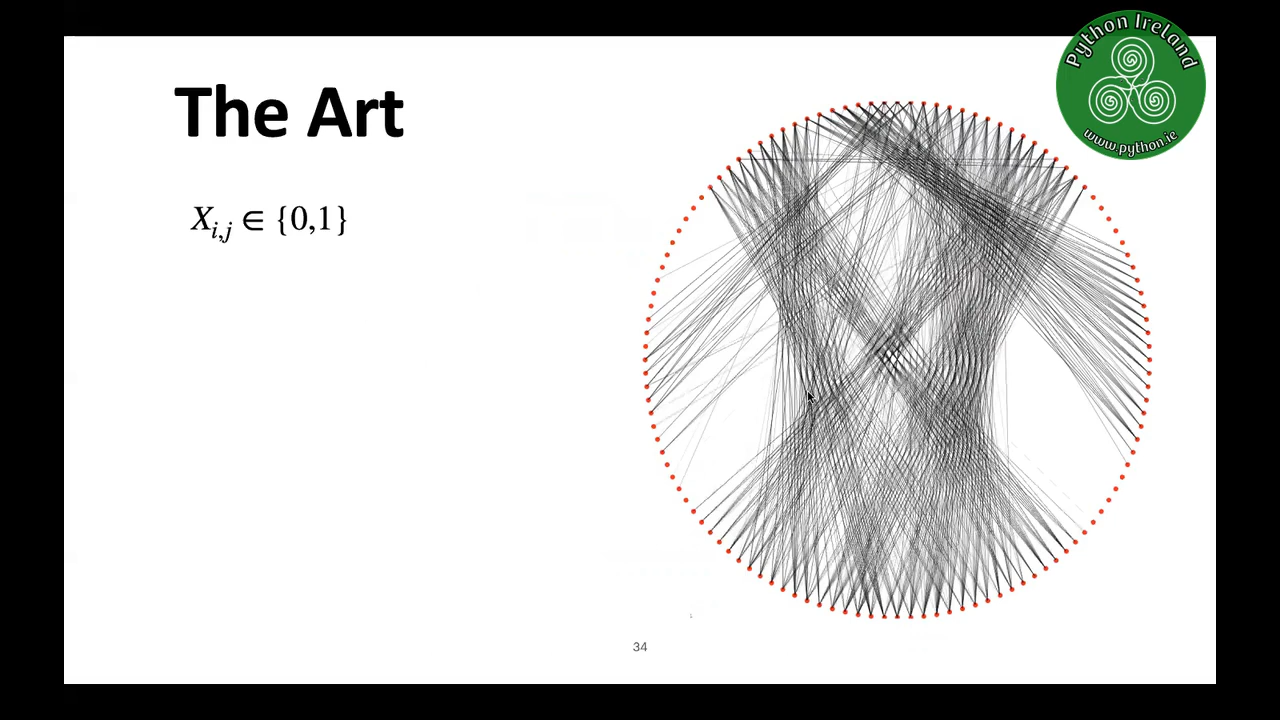 The Art
Python Ireland
www.python.ie
X_{i,j} ∈ {0,1}
34